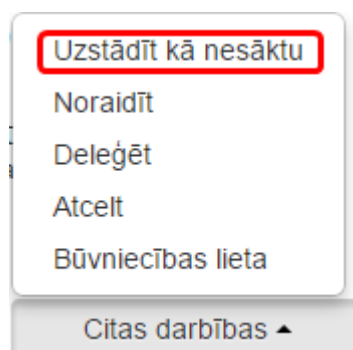 Uzstādīt kā nesāktu
Noraidīt
Deleģēt
Atcelt
Būvniecības lieta
Citas darbības